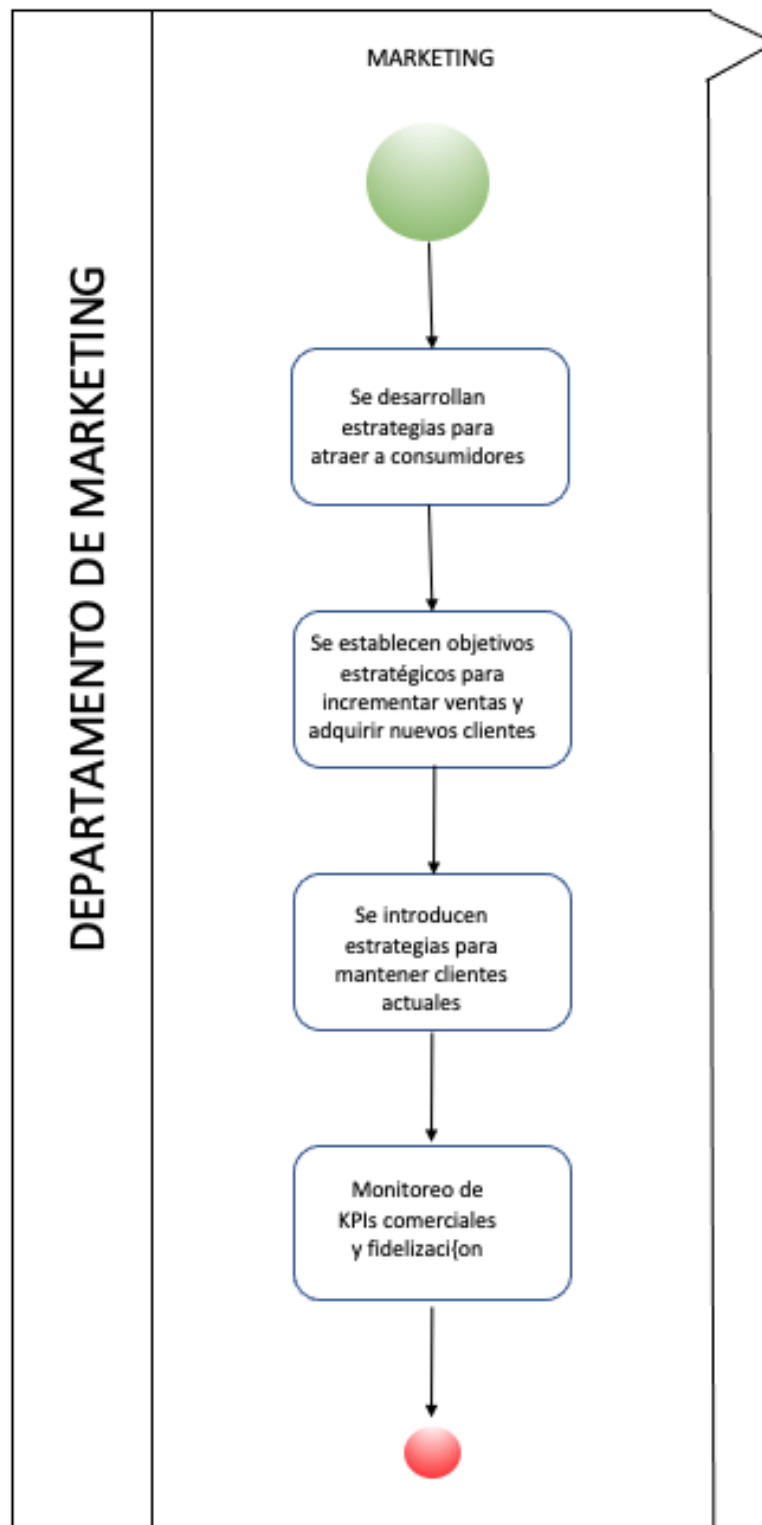 MARKETING
DEPARTAMENTO DE MARKETING
Se desarrollan
estrategias para
atraer a consumidores
Se establecen objetivos
estratégicos para
incrementar ventas y
adquirir nuevos clientes
Se introducen
estrategias para
mantener clientes
actuales
Monitoreo de
KPIs comerciales
y fidelizaci{on